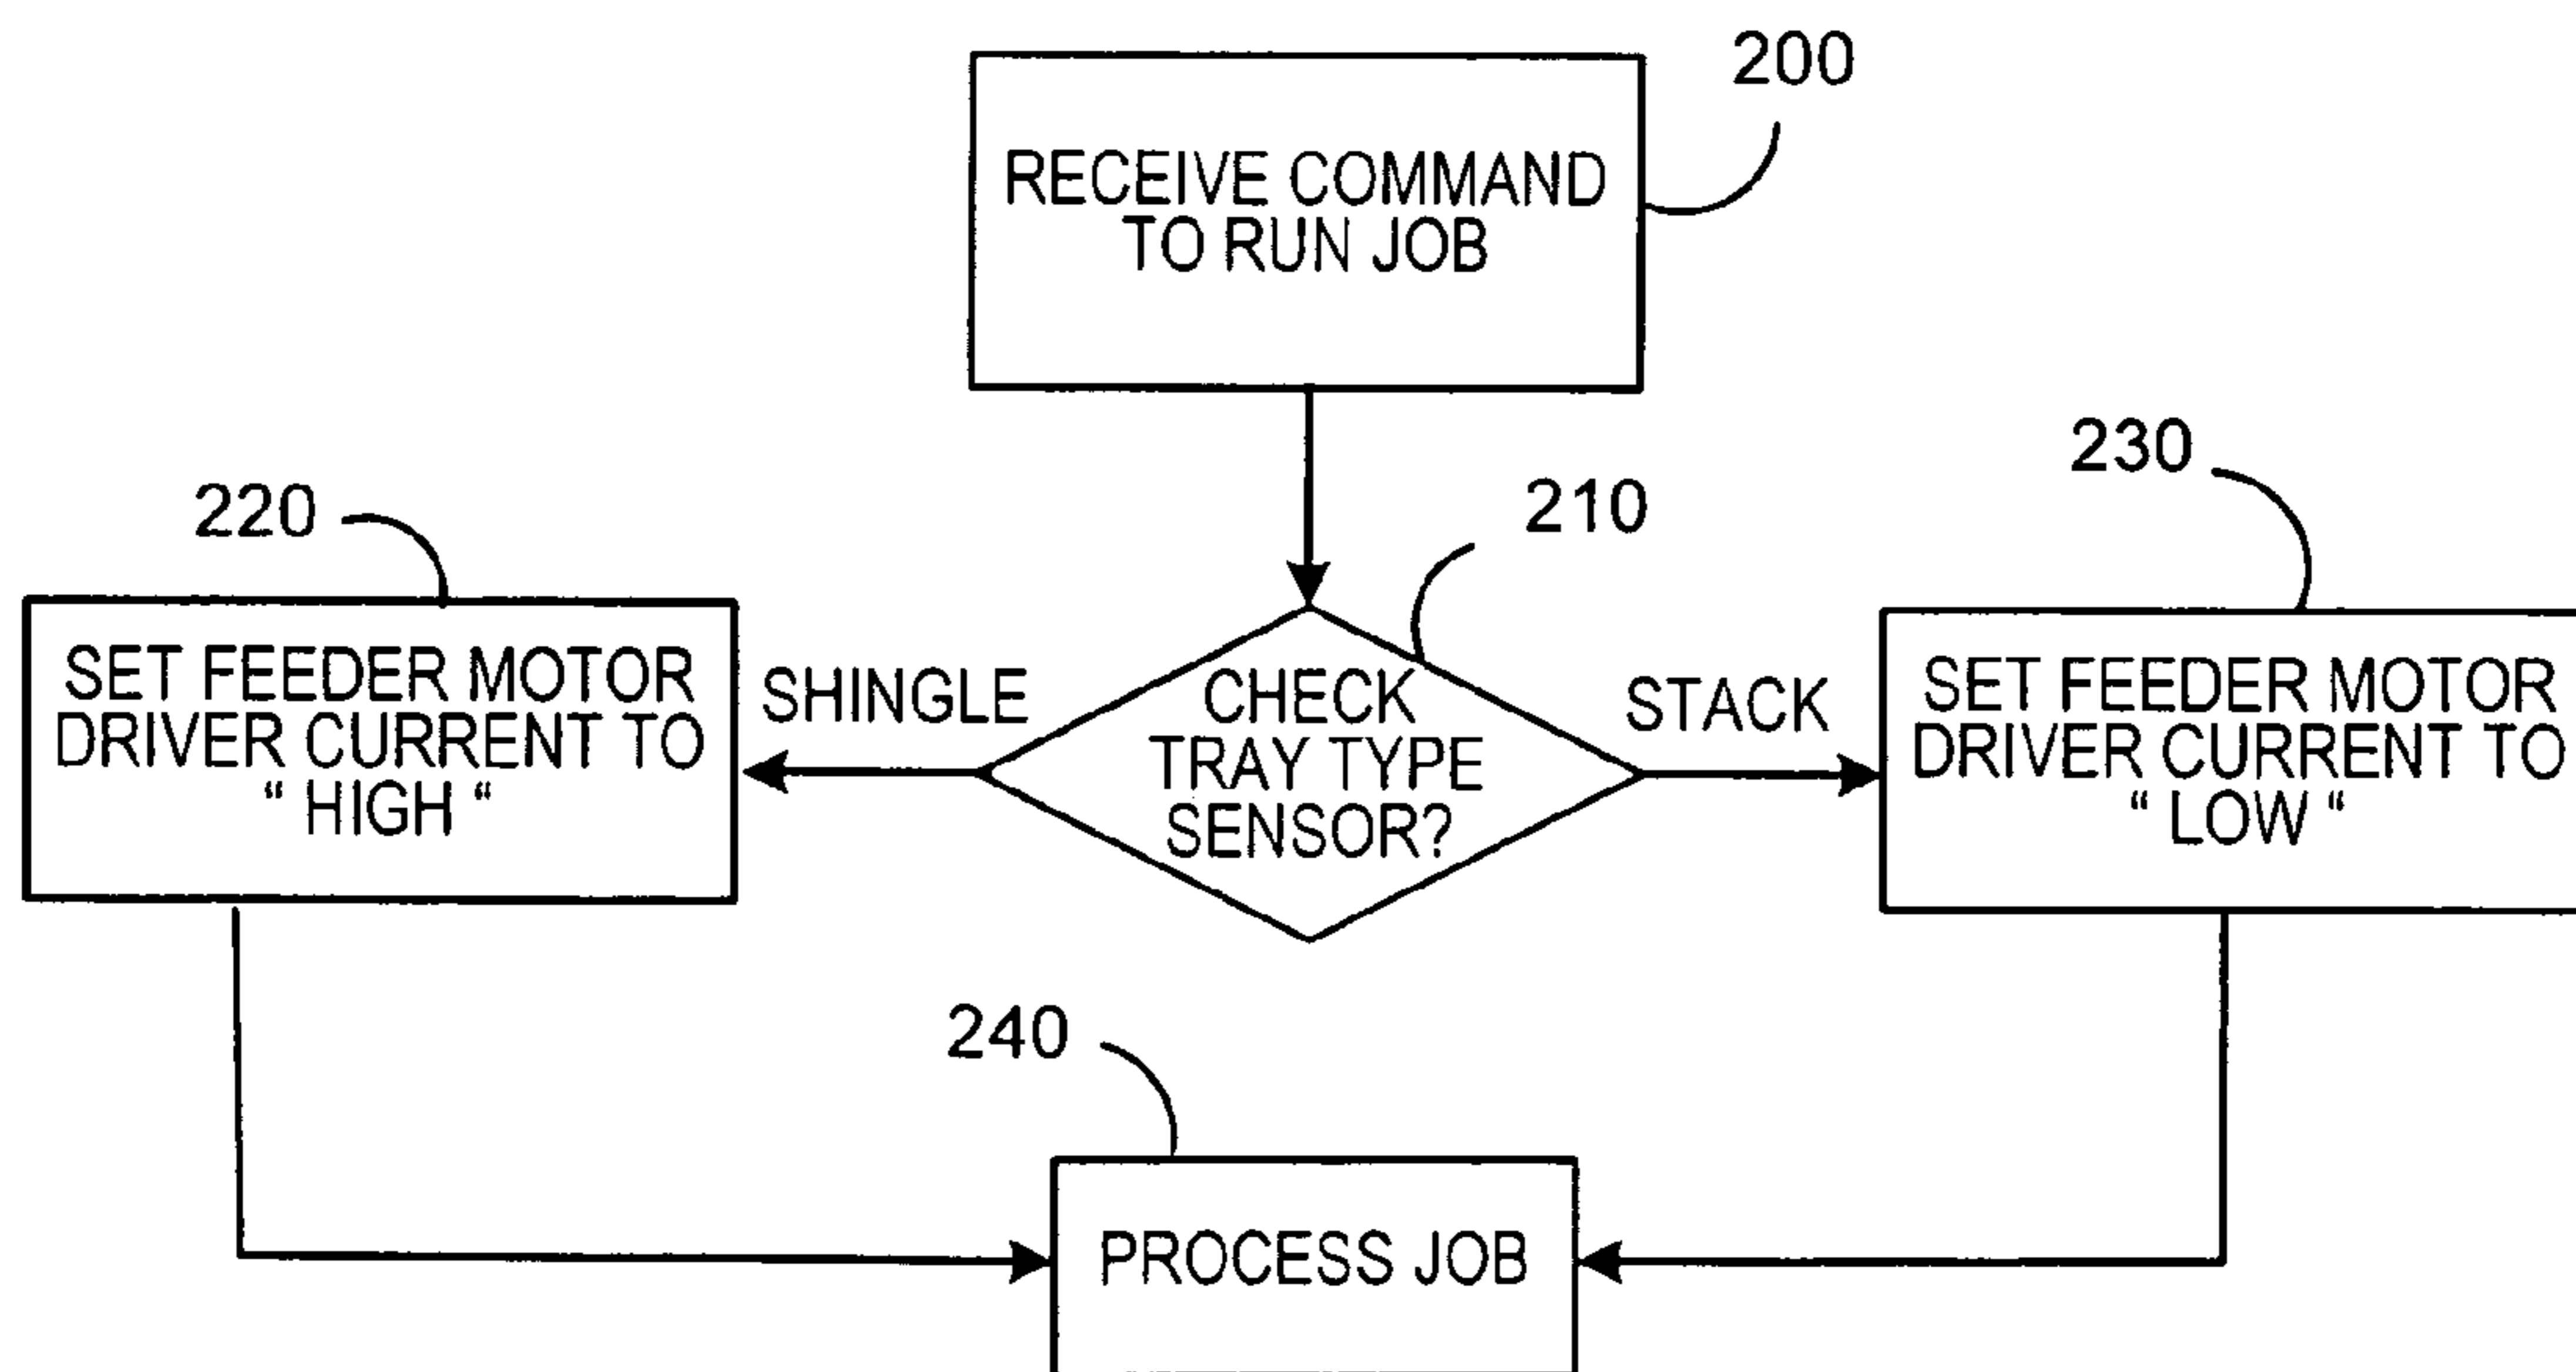 200
RECEIVE COMMAND
TO RUN JOB
210
230
220
SET FEEDER MOTOR
DRIVER CURRENT TO
“ HIGH “
SHINGLE
CHECK
TRAY TYPE
SENSOR?
STACK
SET FEEDER MOTOR
DRIVER CURRENT TO
“ LOW “
240
PROCESS JOB